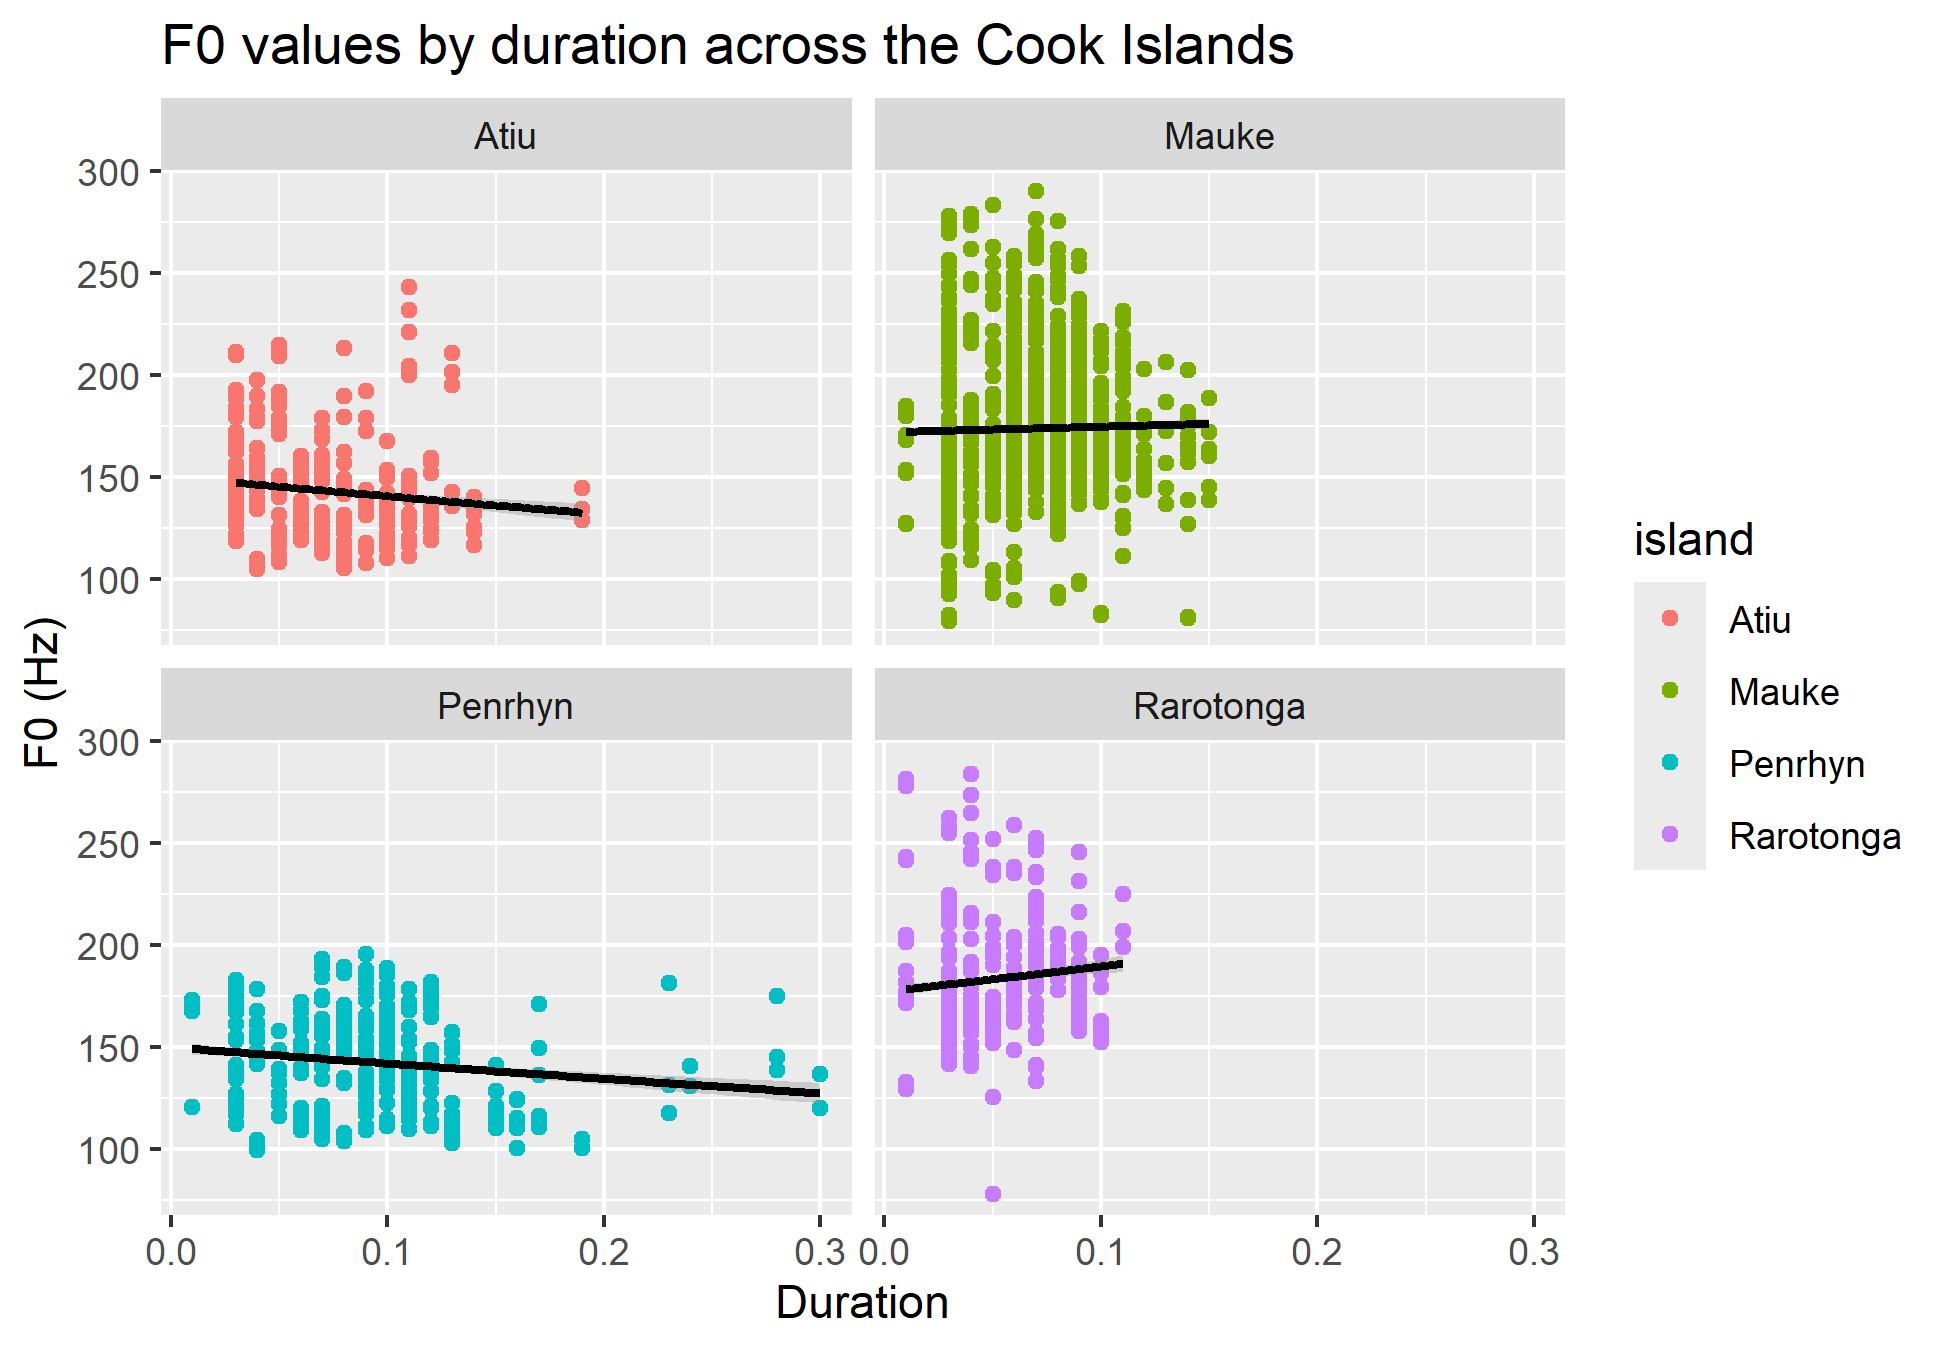 F0 values by duration across the Cook Islands
Atiu
Mauke
300
250
200
150
100
Penrhyn
Rarotonga
300
250
200
150
100
0.0
0.1
0.2
0.3
0.0
0.1
0.2
0.3
Duration
F0 (Hz)
island
Atiu
Mauke
Penrhyn
Rarotonga